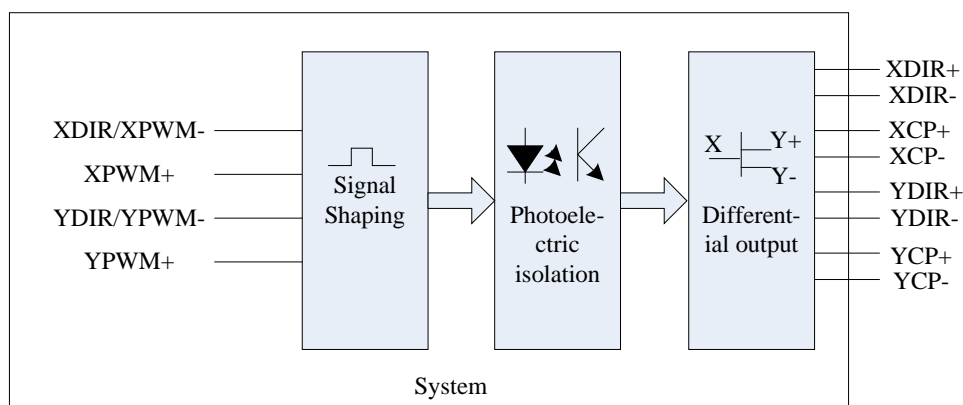 XDIR/XPWM-
XPWM+
YDIR/YPWM-
YPWM+
Signal
Shaping
Photoele-
ctric
isolation
X
Y+
Y-
Different-
ial output
XDIR+
XDIR-
XCP+
XCP-
YDIR+
YDIR-
YCP+
YCP-
System